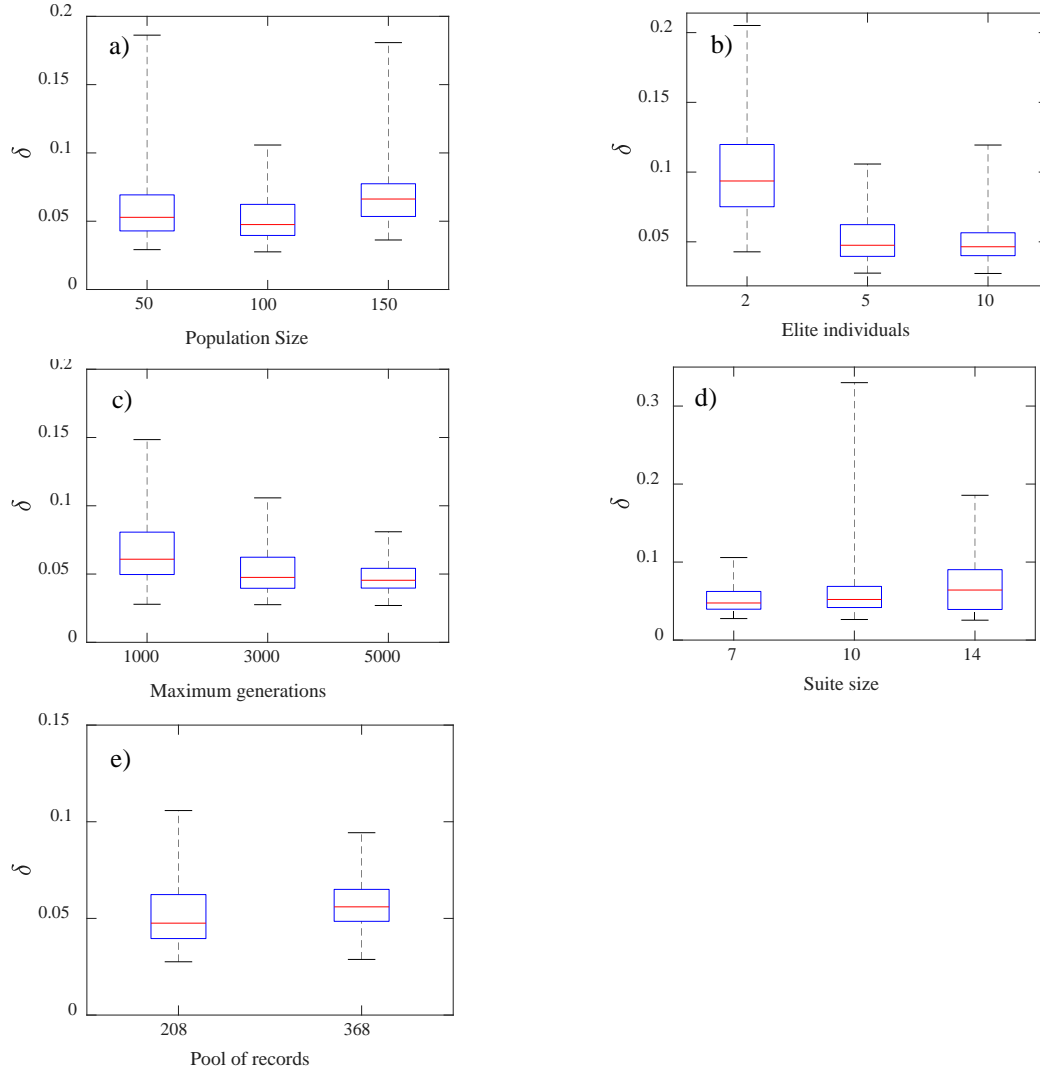 0.2
a)
0.15
0.1
δ
0.05
0
50 100 150
Population Size
0.2
b)
0.15
δ
0.1
0.05
2 5 10
Elite individuals
0.2
c)
0.15
0.1
δ
0.05
0
1000 3000 5000
Maximum generations
d)
0.3
0.2
δ
0.1
0
7 10 14
Suite size
0.15
e)
0.1
δ
0.05
0
208 368
Pool of records